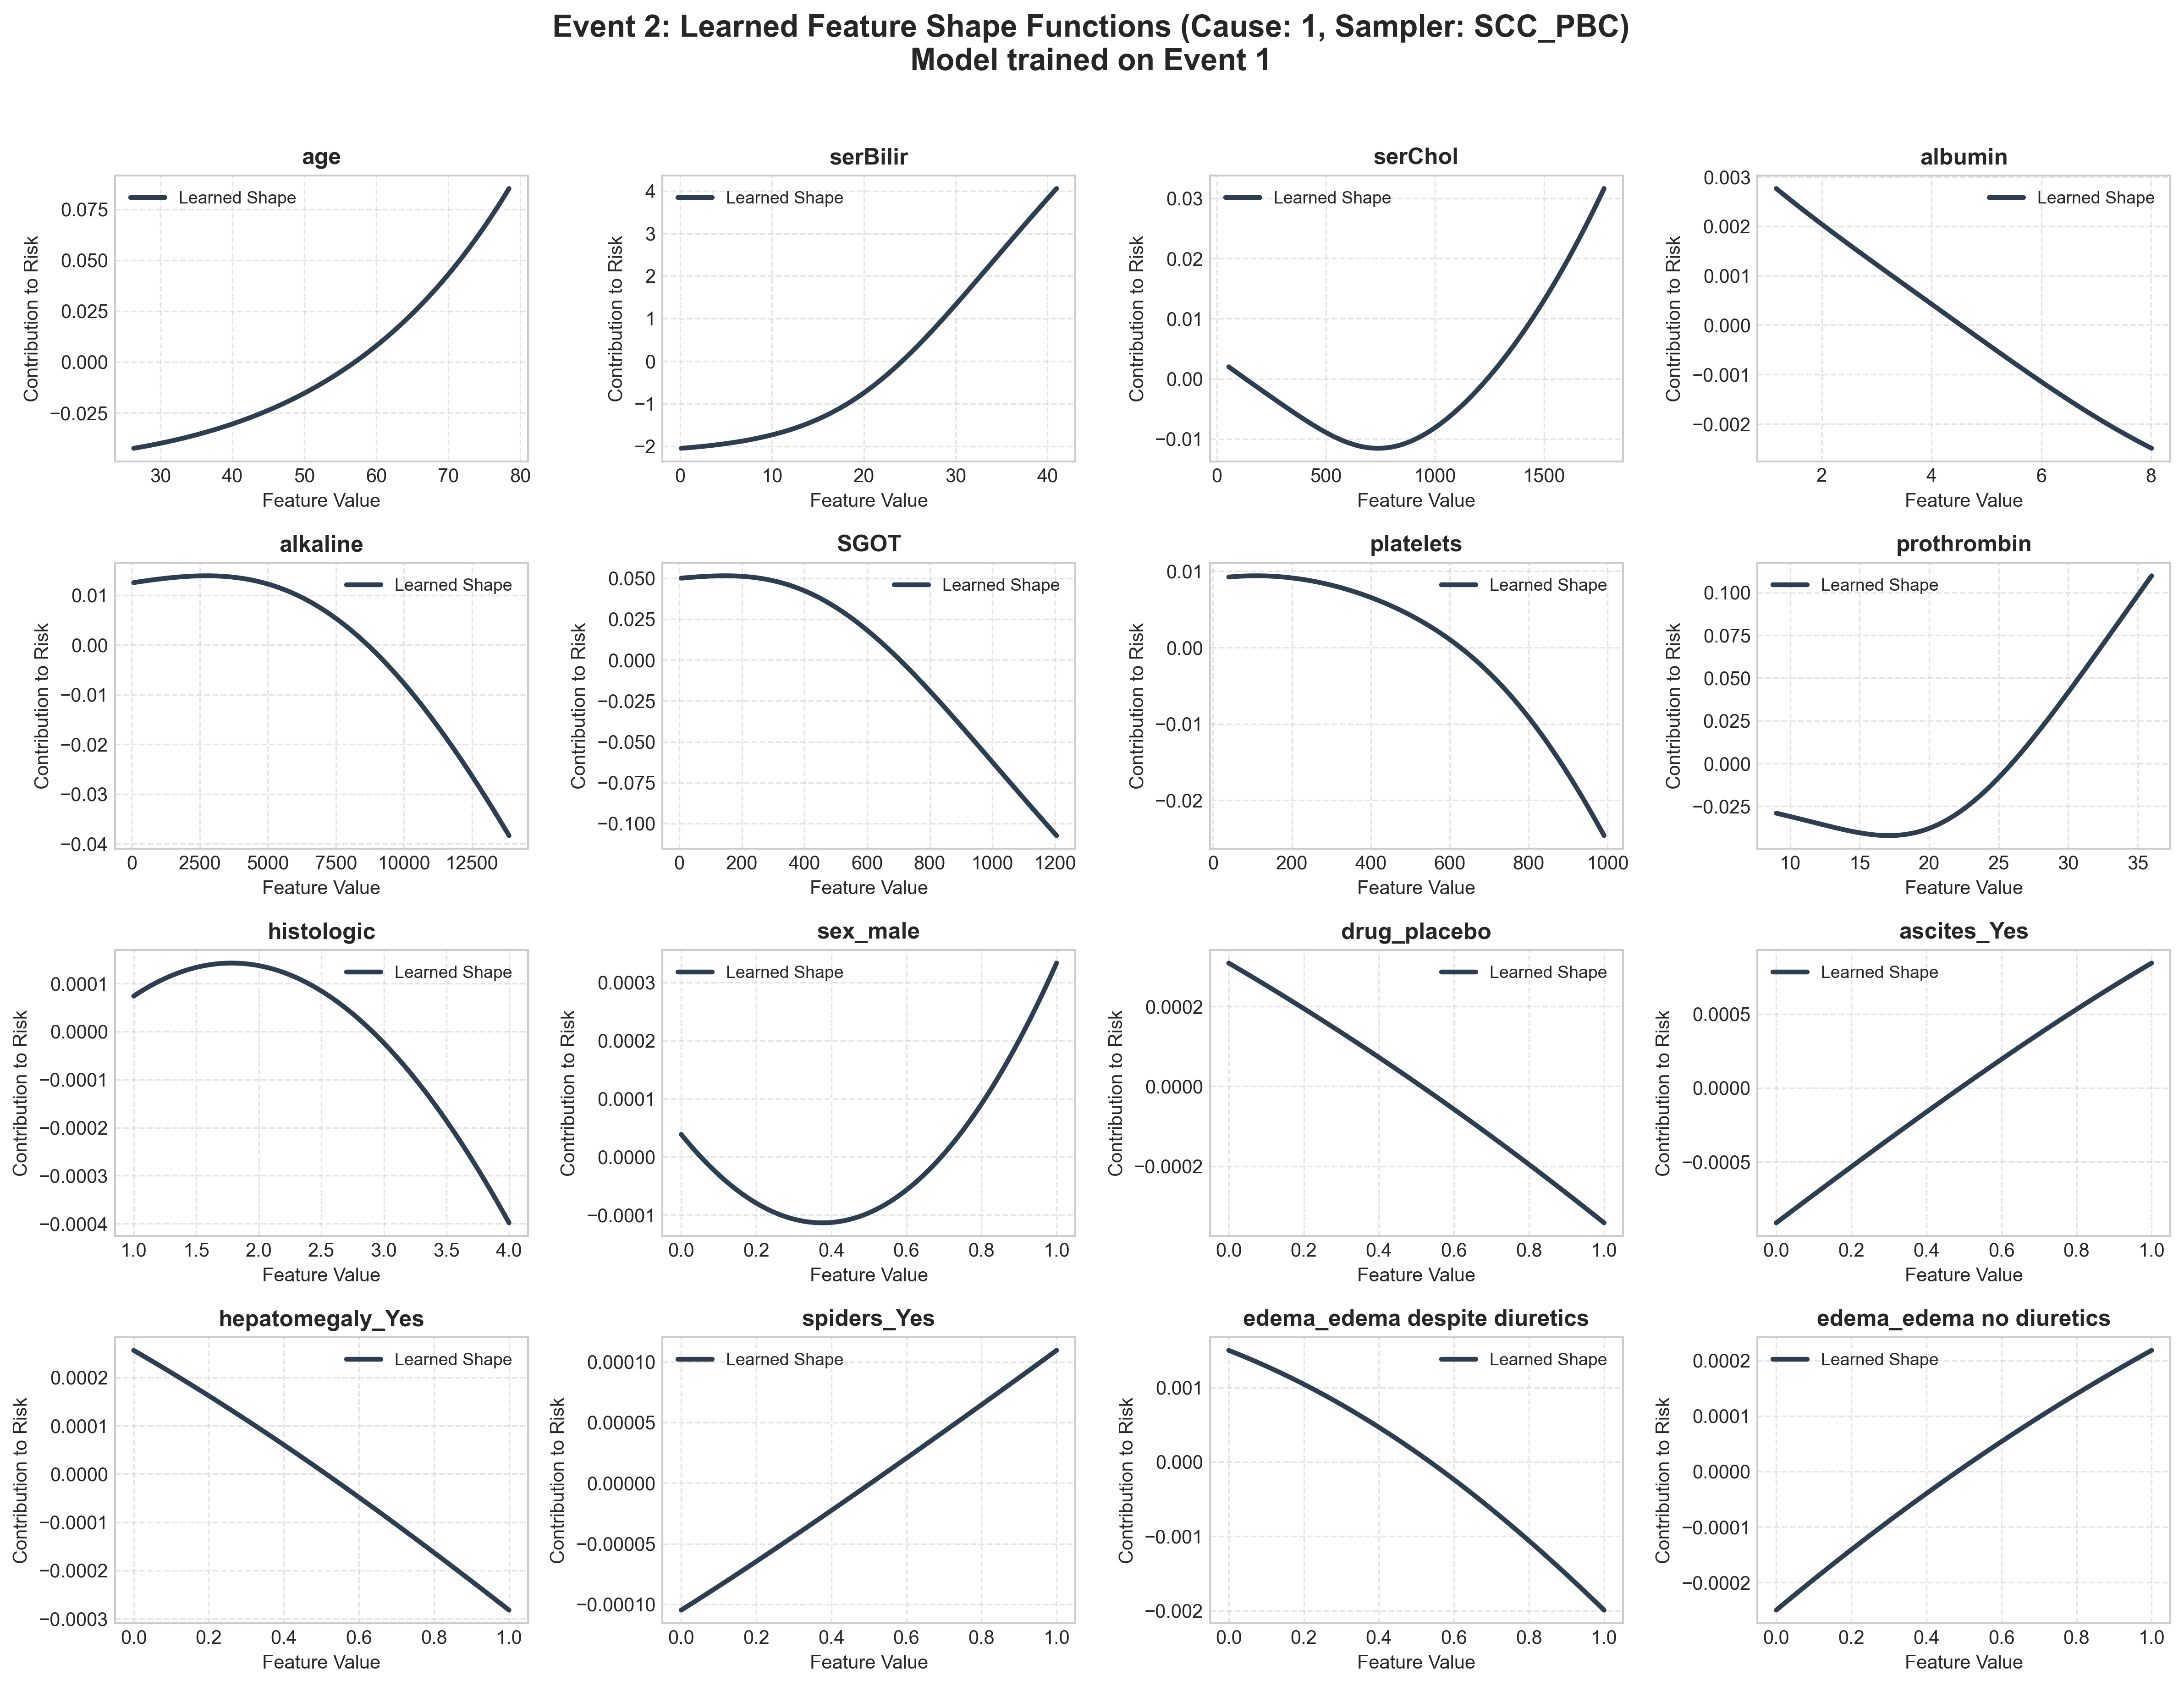 Event 2: Learned Feature Shape Functions (Cause: 1, Sampler: SCC_PBC)
Model trained on Event 1
age
Learned Shape
Contribution to Risk
0.075
0.050
0.025
0.000
−0.025
30 40 50 60 70 80
Feature Value
serBilir
Learned Shape
Contribution to Risk
4
3
2
1
0
−1
−2
0 10 20 30 40
Feature Value
serChol
Learned Shape
Contribution to Risk
0.03
0.02
0.01
0.00
−0.01
0 500 1000 1500
Feature Value
albumin
Learned Shape
Contribution to Risk
0.003
0.002
0.001
0.000
−0.001
−0.002
2 4 6 8
Feature Value
alkaline
Learned Shape
Contribution to Risk
0.01
0.00
−0.01
−0.02
−0.03
−0.04
0 2500 5000 7500 10000 12500
Feature Value
SGOT
Learned Shape
Contribution to Risk
0.050
0.025
0.000
−0.025
−0.050
−0.075
−0.100
0 200 400 600 800 1000 1200
Feature Value
platelets
Learned Shape
Contribution to Risk
0.01
0.00
−0.01
−0.02
0 200 400 600 800 1000
Feature Value
prothrombin
Learned Shape
Contribution to Risk
0.100
0.075
0.050
0.025
0.000
−0.025
10 15 20 25 30 35
Feature Value
histologic
Learned Shape
Contribution to Risk
0.0001
0.0000
−0.0001
−0.0002
−0.0003
−0.0004
1.0 1.5 2.0 2.5 3.0 3.5 4.0
Feature Value
sex_male
Learned Shape
Contribution to Risk
0.0003
0.0002
0.0001
0.0000
−0.0001
0.0 0.2 0.4 0.6 0.8 1.0
Feature Value
drug_placebo
Learned Shape
Contribution to Risk
0.0002
0.0000
−0.0002
0.0 0.2 0.4 0.6 0.8 1.0
Feature Value
ascites_Yes
Learned Shape
Contribution to Risk
0.0005
0.0000
−0.0005
0.0 0.2 0.4 0.6 0.8 1.0
Feature Value
hepatomegaly_Yes
Learned Shape
Contribution to Risk
0.0002
0.0001
0.0000
−0.0001
−0.0002
−0.0003
0.0 0.2 0.4 0.6 0.8 1.0
Feature Value
spiders_Yes
Learned Shape
Contribution to Risk
0.00010
0.00005
0.00000
−0.00005
−0.00010
0.0 0.2 0.4 0.6 0.8 1.0
Feature Value
edema_edema despite diuretics
Learned Shape
Contribution to Risk
0.001
0.000
−0.001
−0.002
0.0 0.2 0.4 0.6 0.8 1.0
Feature Value
edema_edema no diuretics
Learned Shape
Contribution to Risk
0.0002
0.0001
0.0000
−0.0001
−0.0002
0.0 0.2 0.4 0.6 0.8 1.0
Feature Value